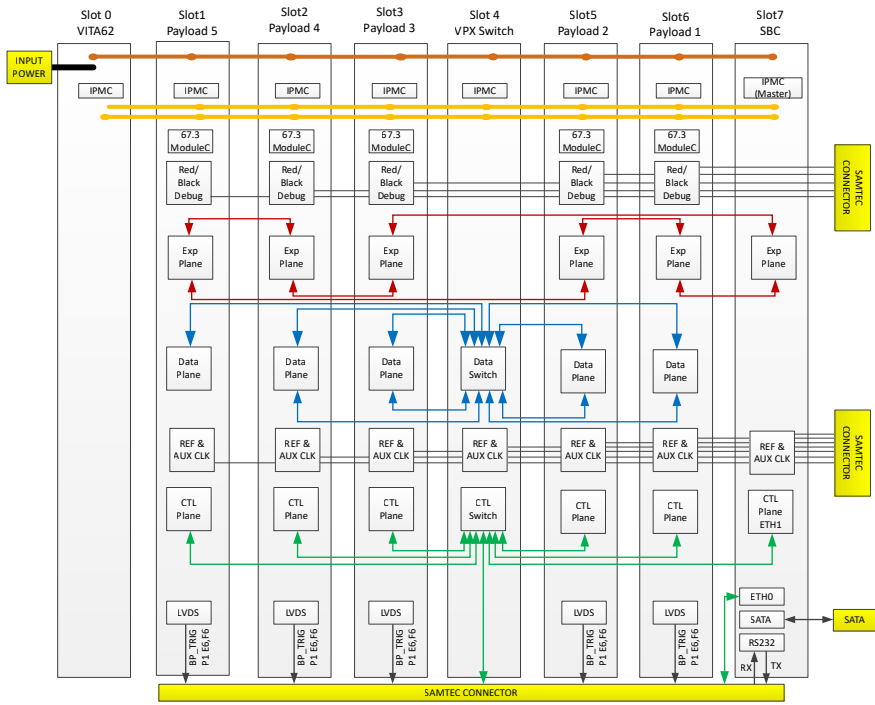 Slot 0
VITA62
Slot1
Payload 5
Slot2
Payload 4
Slot3
Payload 3
Slot 4
VPX Switch
Slot5
Payload 2
Slot6
Payload 1
Slot7
SBC
INPUT
POWER
IPMC
IPMC
IPMC
IPMC
IPMC
IPMC
IPMC
IPMC
(Master)
67.3
ModuleC
67.3
ModuleC
67.3
ModuleC
67.3
ModuleC
67.3
ModuleC
Red/
Black
Debug
Red/
Black
Debug
Red/
Black
Debug
Red/
Black
Debug
Red/
Black
Debug
SAMTEC
CONNECTOR
Exp
Plane
Exp
Plane
Exp
Plane
Exp
Plane
Exp
Plane
Exp
Plane
Data
Plane
Data
Plane
Data
Plane
Data
Switch
Data
Plane
Data
Plane
REF &
AUX CLK
REF &
AUX CLK
REF &
AUX CLK
REF &
AUX CLK
REF &
AUX CLK
REF &
AUX CLK
REF &
AUX CLK
SAMTEC
CONNECTOR
CTL
Plane
CTL
Plane
CTL
Plane
CTL
Switch
CTL
Plane
CTL
Plane
CTL
Plane
ETH1
LVDS
LVDS
LVDS
LVDS
LVDS
ETH0
SATA
SATA
RS232
BP_TRIG
P1 E6,F6
BP_TRIG
P1 E6,F6
BP_TRIG
P1 E6,F6
BP_TRIG
P1 E6,F6
BP_TRIG
P1 E6,F6
RX
TX
SAMTEC CONNECTOR